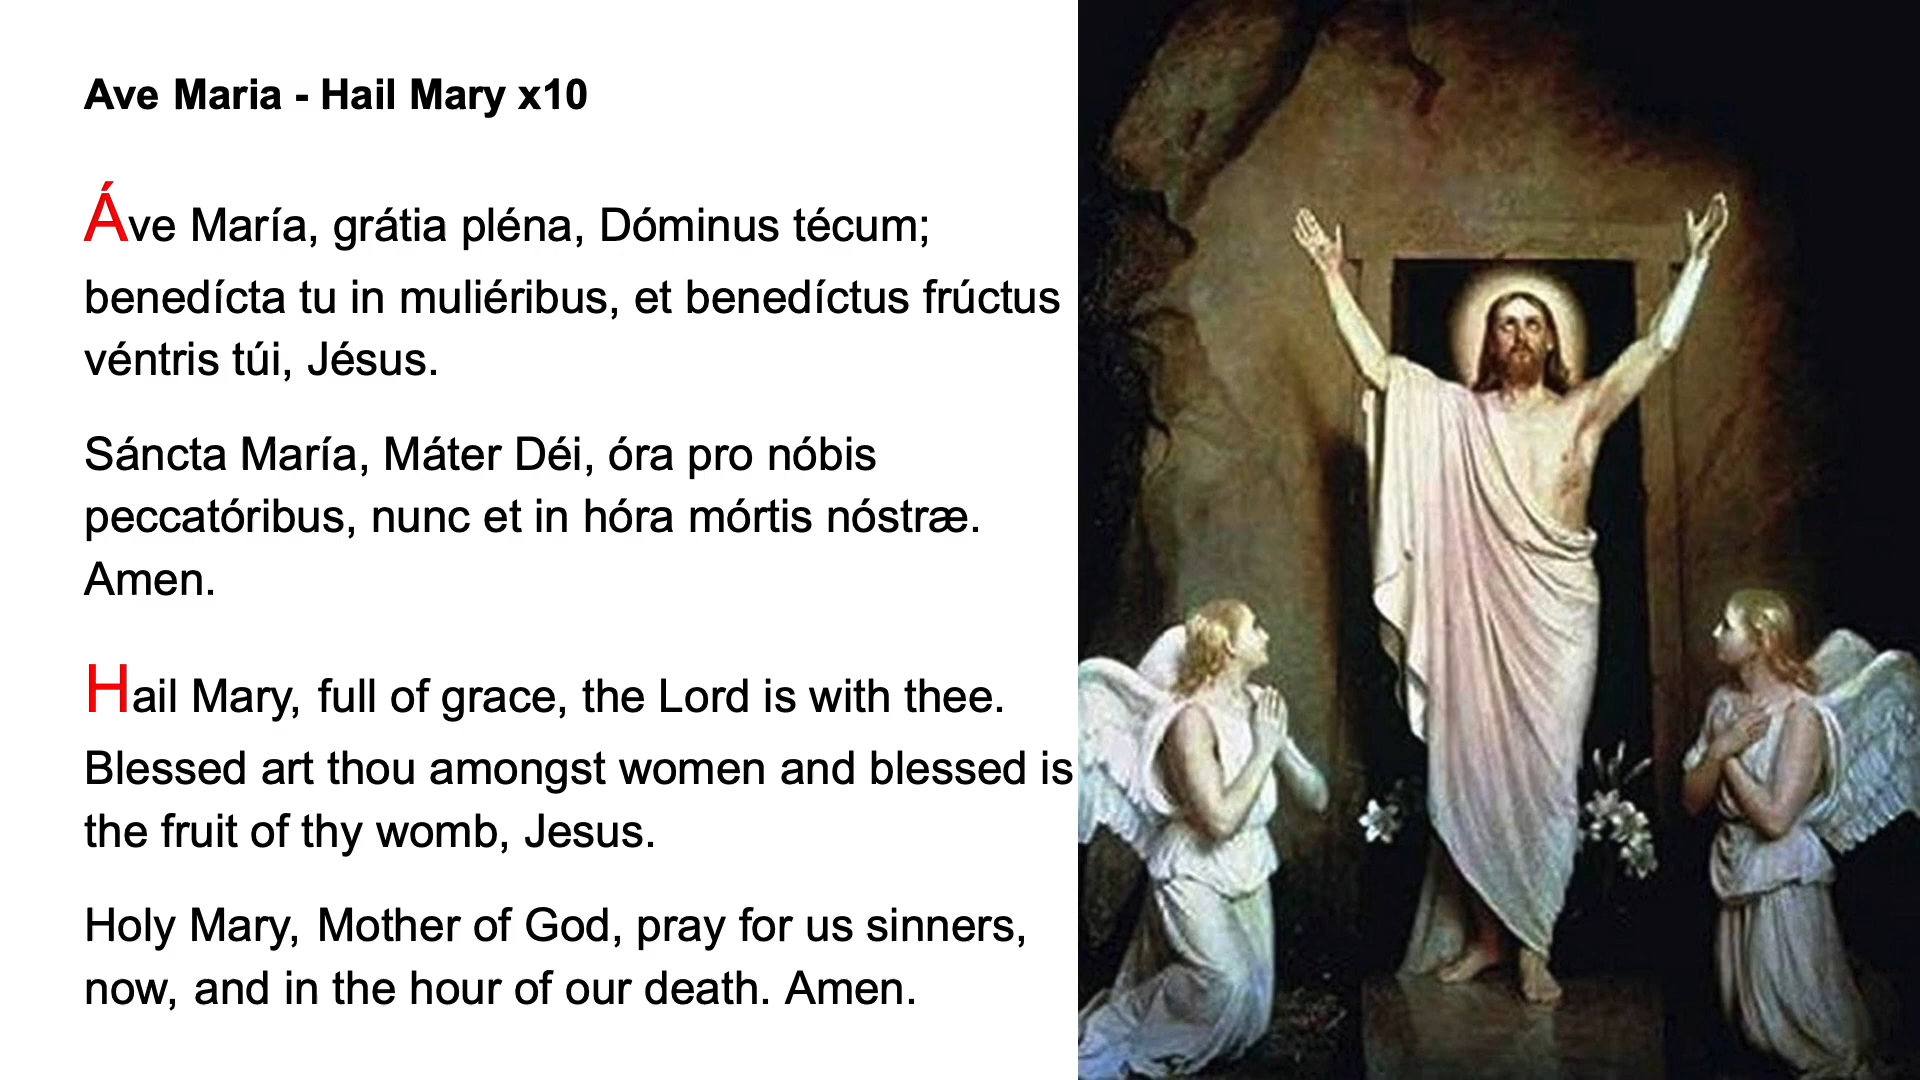 Ave Maria - Hail Mary x10
Áve María, grátia pléna, Dóminus técum;
benedícta tu in muliéribus, et benedíctus frúctus
véntris túi, Jésus.
Sáncta María, Máter Déi, óra pro nóbis
peccatóribus, nunc et in hóra mórtis nóstræ.
Amen.
Hail Mary, full of grace, the Lord is with thee.
Blessed art thou amongst women and blessed is
the fruit of thy womb, Jesus.
Holy Mary, Mother of God, pray for us sinners,
now, and in the hour of our death. Amen.